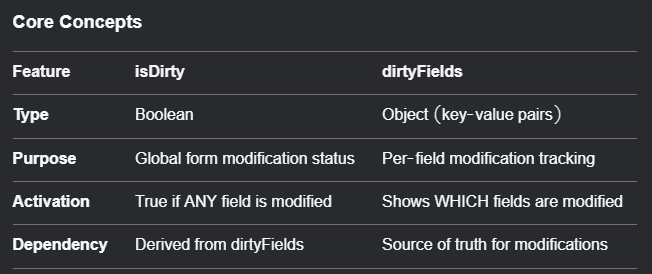 Core Concepts
Feature isDirty dirtyFields
Type Boolean Object (key-value pairs)
Purpose Global form modification status Per-field modification tracking
Activation True if ANY field is modified Shows WHICH fields are modified
Dependency Derived from dirtyFields Source of truth for modifications